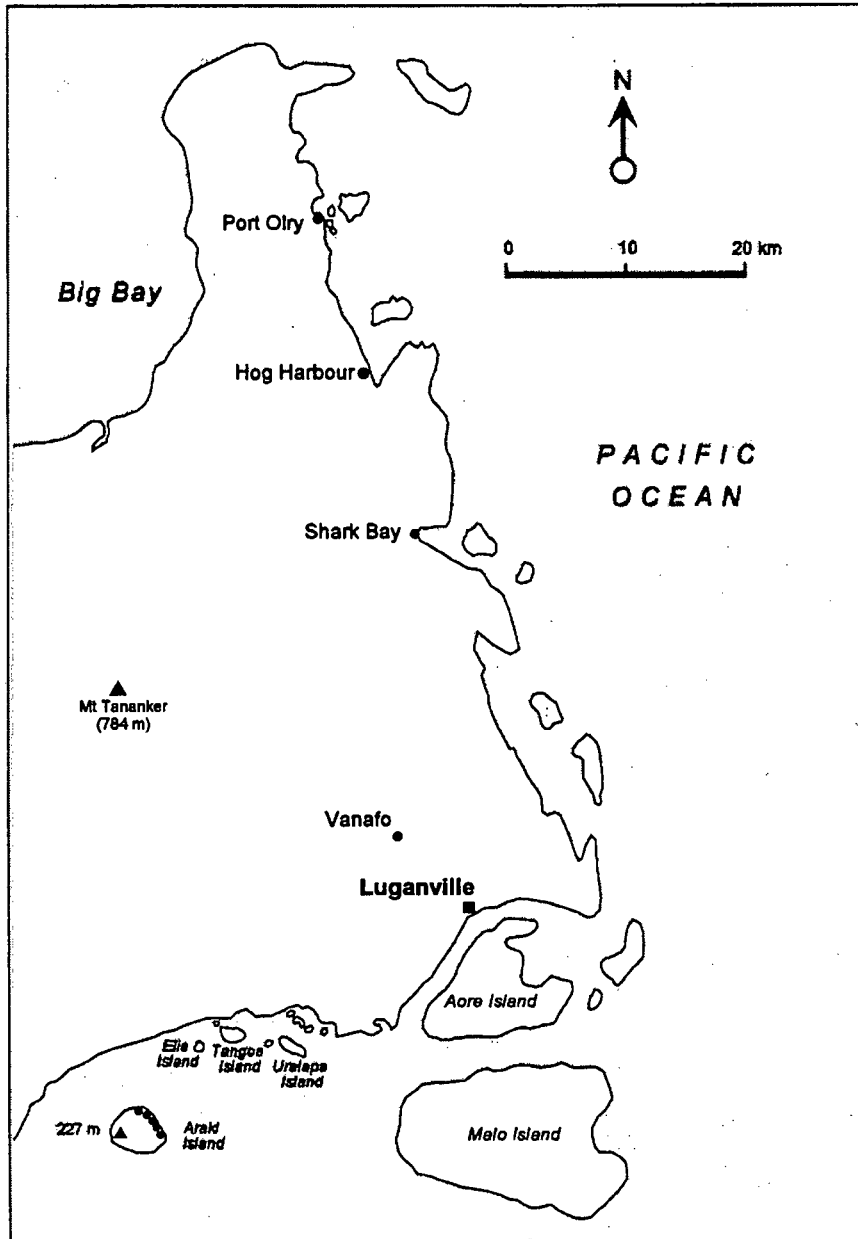 N
0 10 20 km
Port Olry
Big Bay
Hog Harbour
PACIFIC
OCEAN
Shark Bay
Mt Tananker
(784 m)
Vanafo
Luganville
Aore Island
Elia
Island
Tangoa
Island
Urelapa
Island
227 m
Araki
Island
Malo Island